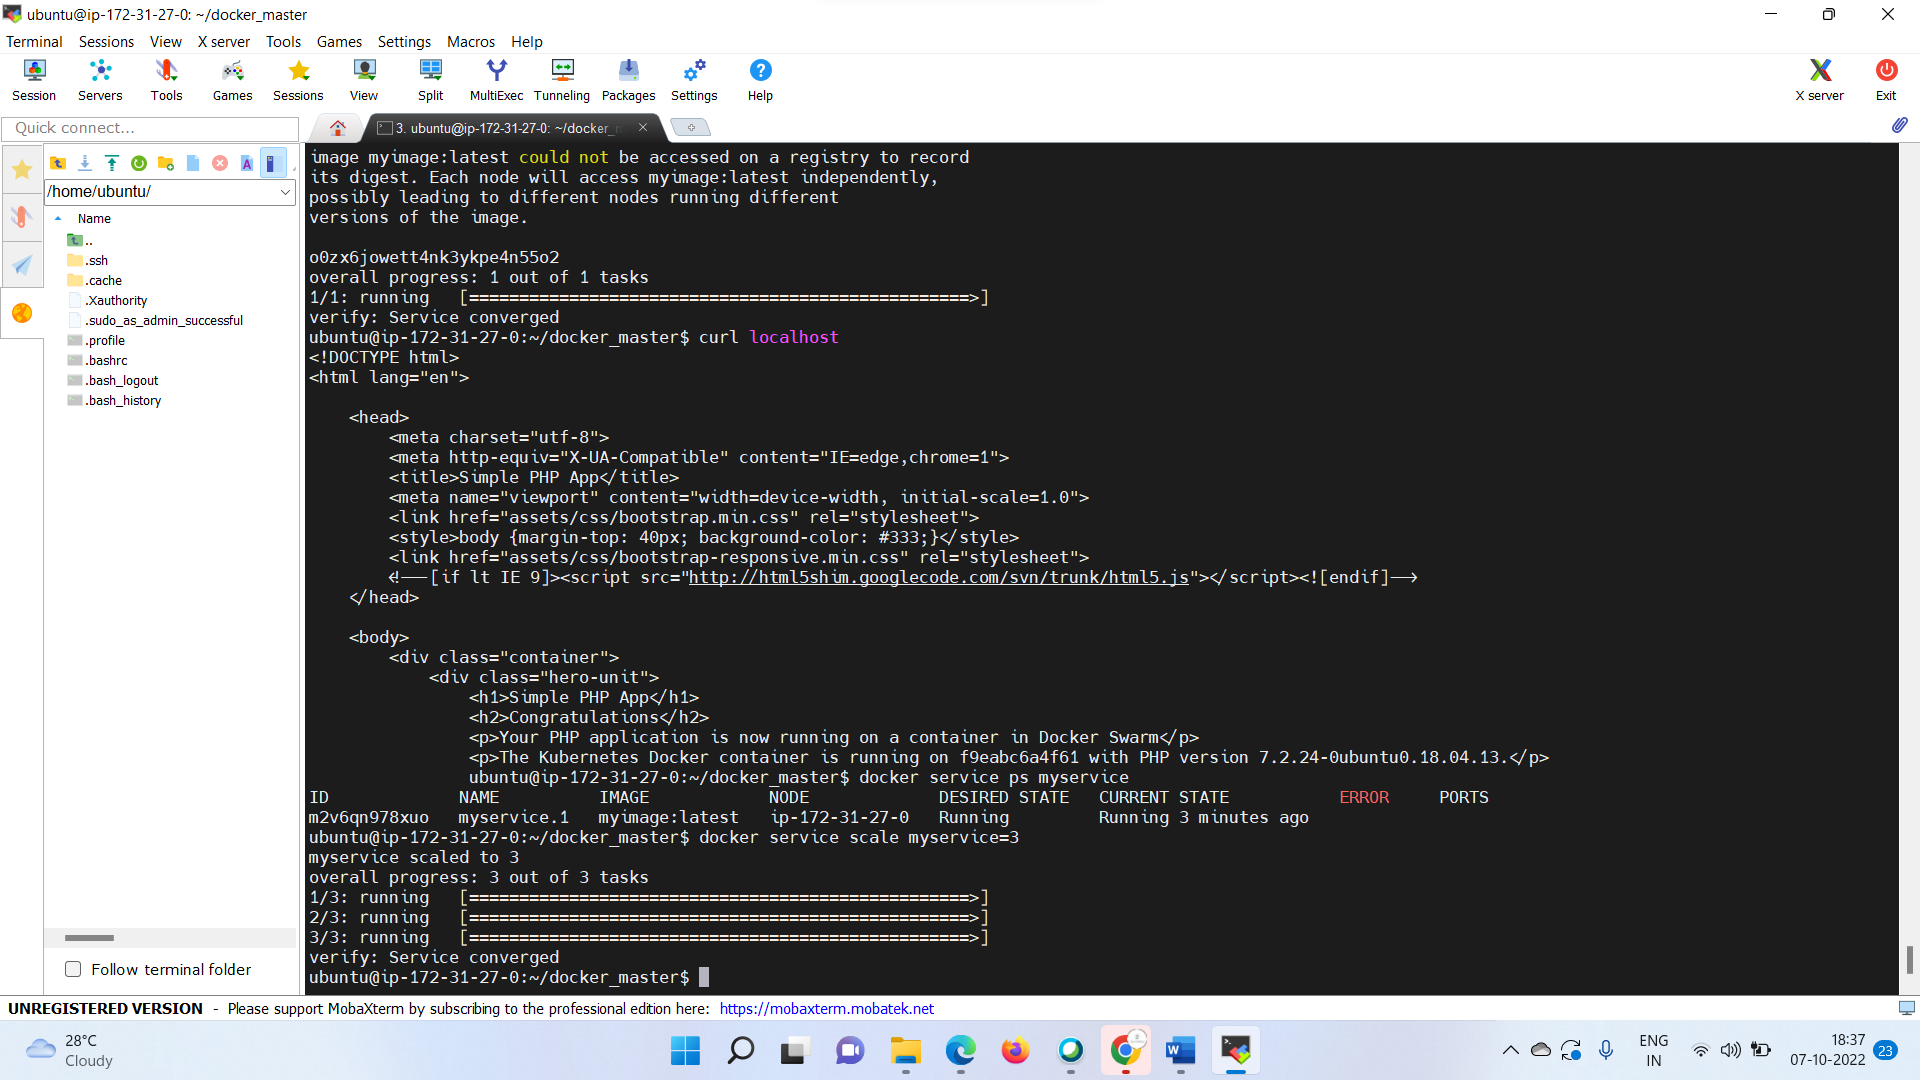 ubuntu@ip-172-31-27-0: ~/docker_master
Terminal Sessions View X server Tools Games Settings Macros Help
Session Servers Tools Games Sessions View Split MultiExec Tunneling Packages Settings Help X server Exit
Quick connect...
3. ubuntu@ip-172-31-27-0: ~/docker_
/home/ubuntu/
Name
..
.ssh
.cache
.Xauthority
.sudo_as_admin_successful
.profile
.bashrc
.bash_logout
.bash_history
Follow terminal folder
image myimage:latest could not be accessed on a registry to record
its digest. Each node will access myimage:latest independently,
possibly leading to different nodes running different
versions of the image.
o0zx6jowett4nk3ykpe4n55o2
overall progress: 1 out of 1 tasks
1/1: running   [==================================================>]
verify: Service converged
ubuntu@ip-172-31-27-0:~/docker_master$ curl localhost
<!DOCTYPE html>
<html lang="en">
<head>
<meta charset="utf-8">
<meta http-equiv="X-UA-Compatible" content="IE=edge,chrome=1">
<title>Simple PHP App</title>
<meta name="viewport" content="width=device-width, initial-scale=1.0">
<link href="assets/css/bootstrap.min.css" rel="stylesheet">
<style>body {margin-top: 40px; background-color: #333;}</style>
<link href="assets/css/bootstrap-responsive.min.css" rel="stylesheet">
<!--[if lt IE 9]><script src="http://html5shim.googlecode.com/svn/trunk/html5.js"></script><![endif]-->
</head>
<body>
<div class="container">
<div class="hero-unit">
<h1>Simple PHP App</h1>
<h2>Congratulations</h2>
<p>Your PHP application is now running on a container in Docker Swarm</p>
<p>The Kubernetes Docker container is running on f9eabc6a4f61 with PHP version 7.2.24-0ubuntu0.18.04.13.</p>
ubuntu@ip-172-31-27-0:~/docker_master$ docker service ps myservice
ID             NAME          IMAGE            NODE             DESIRED STATE   CURRENT STATE           ERROR     PORTS
m2v6qn978xuo   myservice.1   myimage:latest   ip-172-31-27-0   Running         Running 3 minutes ago
ubuntu@ip-172-31-27-0:~/docker_master$ docker service scale myservice=3
myservice scaled to 3
overall progress: 3 out of 3 tasks
1/3: running   [==================================================>]
2/3: running   [==================================================>]
3/3: running   [==================================================>]
verify: Service converged
ubuntu@ip-172-31-27-0:~/docker_master$
UNREGISTERED VERSION - Please support MobaXterm by subscribing to the professional edition here: https://mobaxterm.mobatek.net
28°C
Cloudy
ENG
IN
18:37
07-10-2022
23